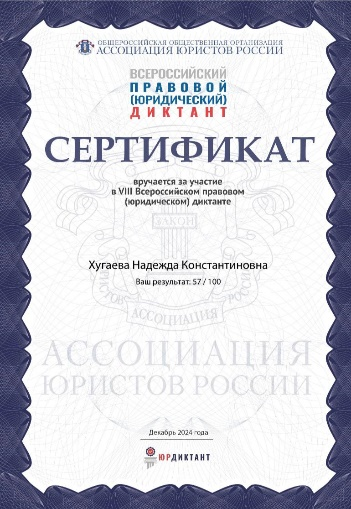 ОБЩЕРОССИЙСКАЯ ОБЩЕСТВЕННАЯ ОРГАНИЗАЦИЯ
АССОЦИАЦИЯ ЮРИСТОВ РОССИИ
ВСЕРОССИЙСКИЙ
ПРАВОВОЙ
(ЮРИДИЧЕСКИЙ)
ДИКТАНТ
СЕРТИФИКАТ
вручается за участие
в VIII Всероссийском правовом
(юридическом) диктанте
ЗАКОН
Хугаева Надежда Константиновна
Ваш результат: 57 / 100
АССОЦИАЦИЯ
АССОЦИАЦИЯ
ЮРИСТОВ РОССИИ
Декабрь 2024 года
ЮРДИКТАНТ